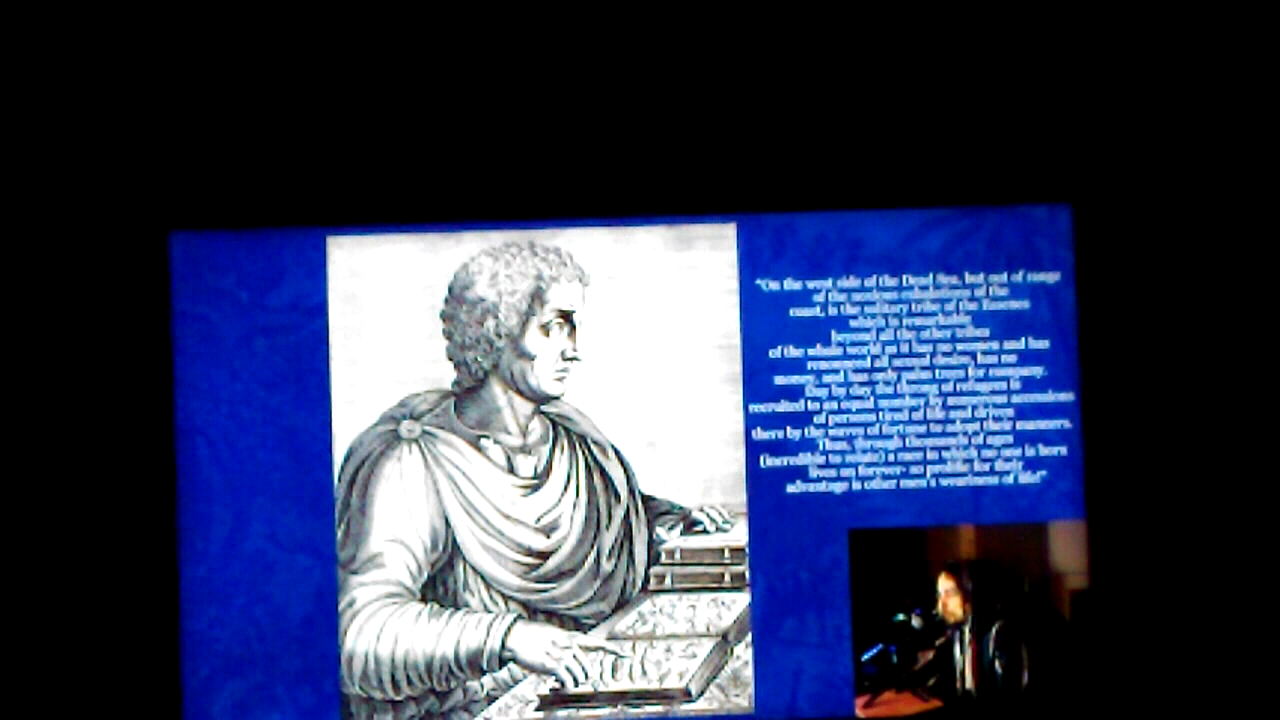 "On the west side of the Dead Sea, but out of range
of the noxious exhalations of the
coast, is the solitary tribe of the Essenes
which is remarkable
beyond all the other tribes
of the whole world as it has no women and has
renounced all sexual desire, has no
money, and has only palm trees for company.
Day by day the throng of refugees is
recruited to an equal number by numerous accessions
of persons tired of life and driven
there by the waves of fortune to adopt their manners.
Thus, through thousands of ages
(incredible to relate) a race in which no one is born
lives on forever- so prolific for their
advantage is other men's weariness of life!"